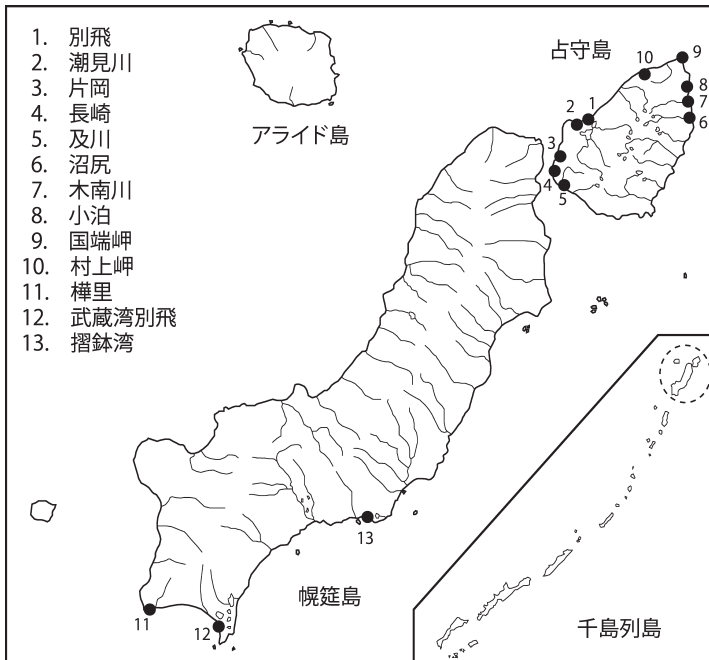 1. 別飛
2. 潮見川
3. 片岡
4. 長崎
5. 及川
6. 沼尻
7. 木南川
8. 小泊
9. 国端岬
10. 村上岬
11. 樺里
12. 武蔵湾別飛
13. 摺鉢湾
占守島
アライド島
9
10
8
7
6
1
2
3
4
5
13
幌筵島
11
12
千島列島